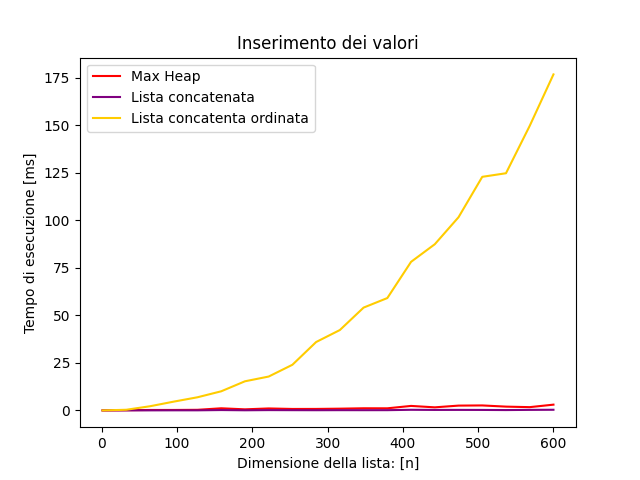 Inserimento dei valori
Max Heap
Lista concatenata
Lista concatenta ordinata
Tempo di esecuzione [ms]
175
150
125
100
75
50
25
0
0 100 200 300 400 500 600
Dimensione della lista: [n]